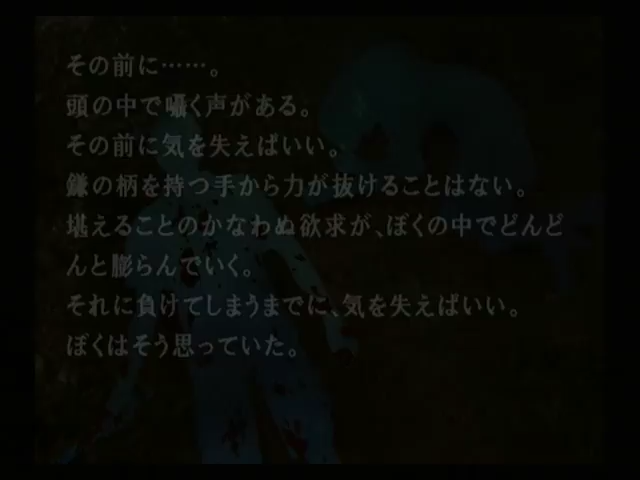 その前に……。
頭の中で囁く声がある。
その前に気を失えばいい。
鎌の柄を持つ手から力が抜けることはない。
堪えることのかなわぬ欲求が、ぼくの中でどんど
んと膨らんでいく。
それに負けてしまうまでに、気を失えばいい。
ぼくはそう思っていた。